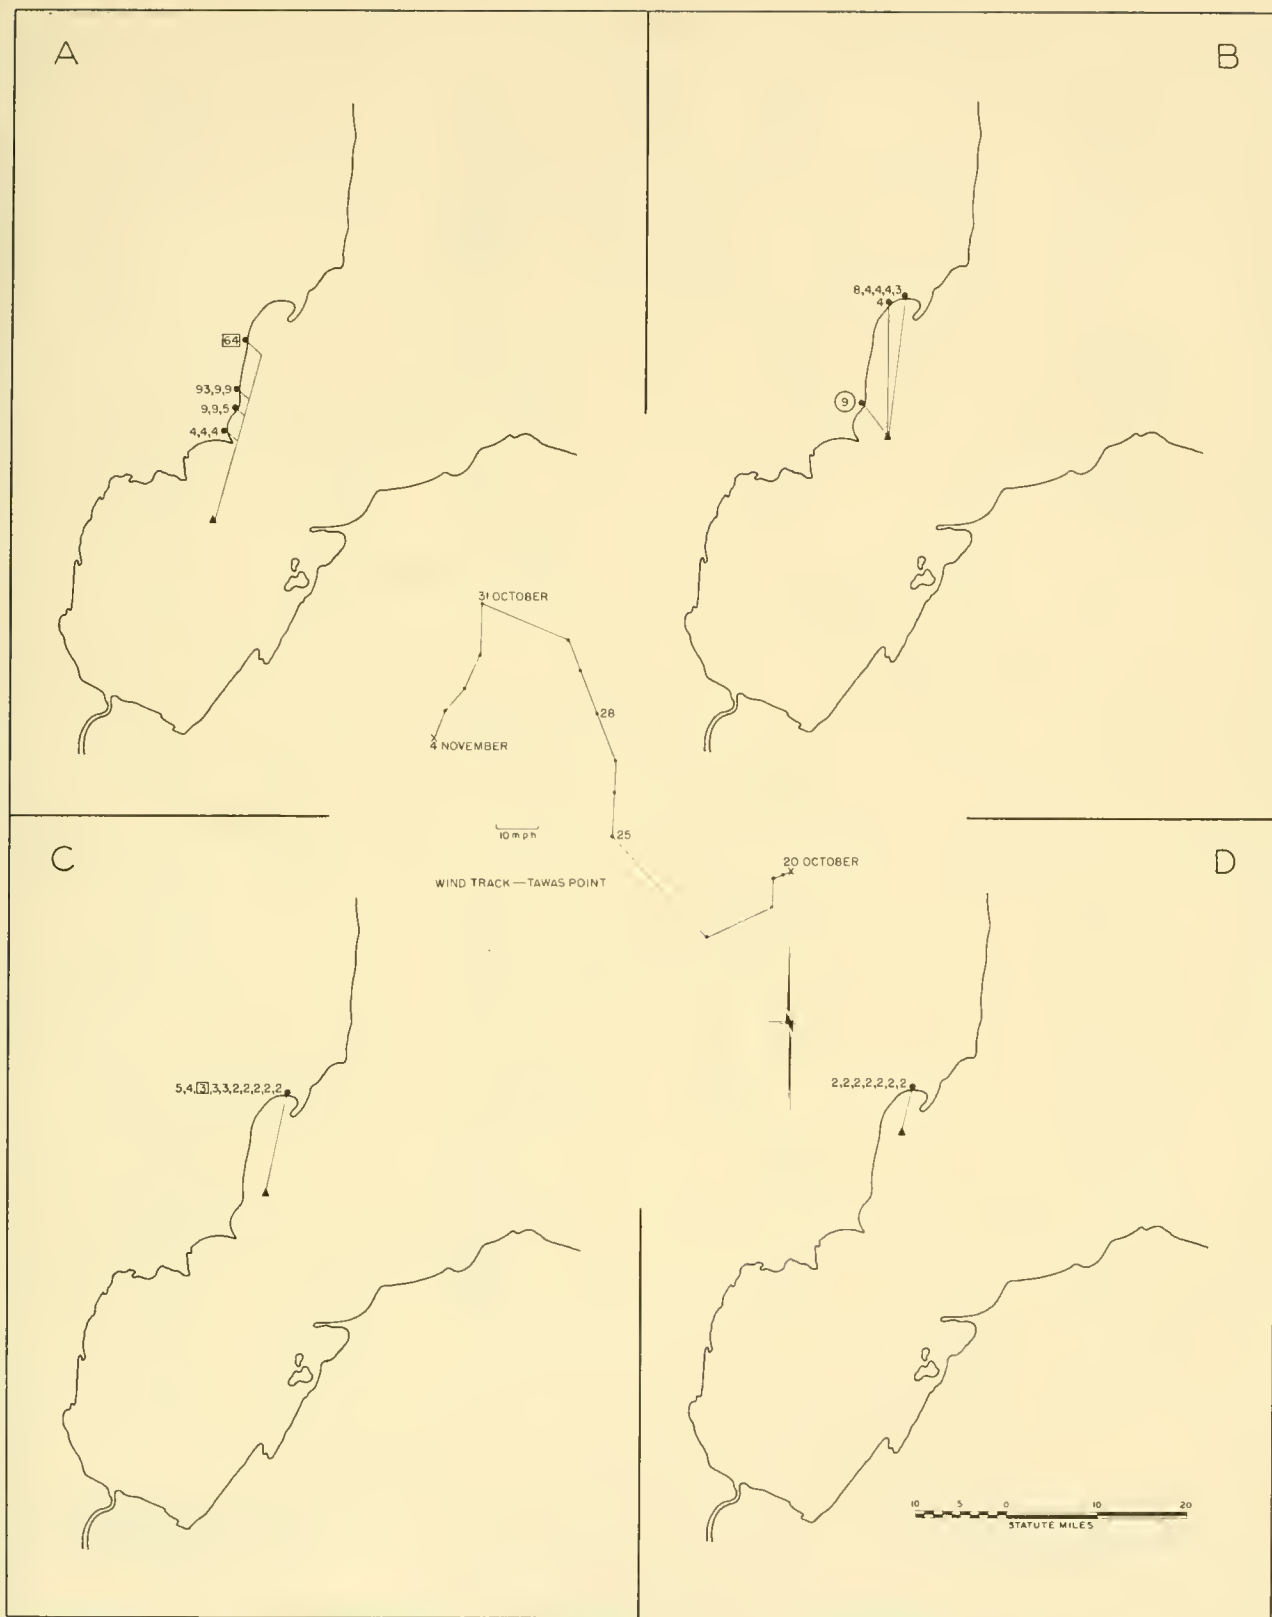 A
B
64
93,9,9
9,9,5
4,4,4
8,4,4,4,3
4
9
31 OCTOBER
28
4 NOVEMBER
25
10 mph
WIND TRACK — TAWAS POINT
20 OCTOBER
C
D
5,4,3,3,3,2,2,2,2,2
2,2,2,2,2,2,2
10 5 0 10 20
STATUTE MILES